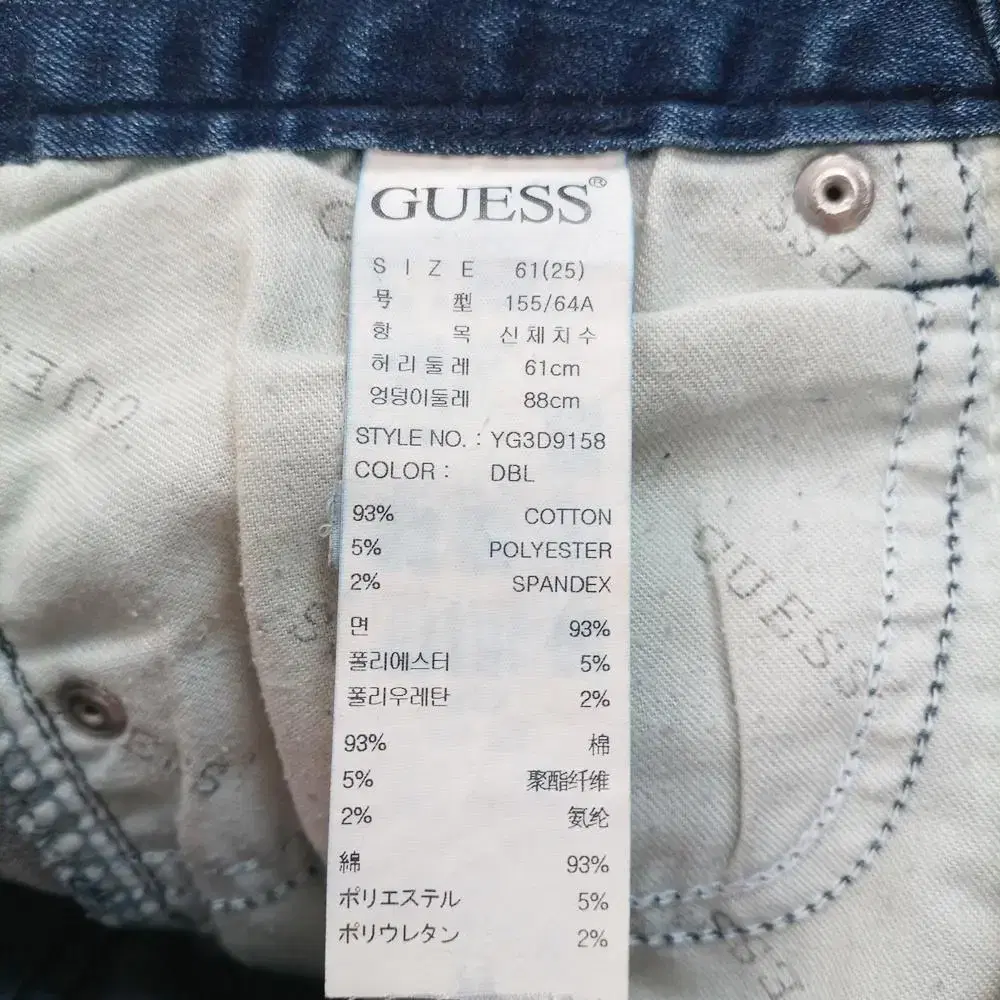 GUESS®
SIZE 61(25)
号型 155/64A
항목 신체치수
허리둘레 61cm
엉덩이둘레 88cm
STYLE NO. : YG3D9158
COLOR : DBL
93% COTTON
5% POLYESTER
2% SPANDEX
면 93%
폴리에스터 5%
폴리우레탄 2%
93% 棉
5% 聚酯纤维
2% 氨纶
綿 93%
ポリエステル 5%
ポリウレタン 2%
GUESS